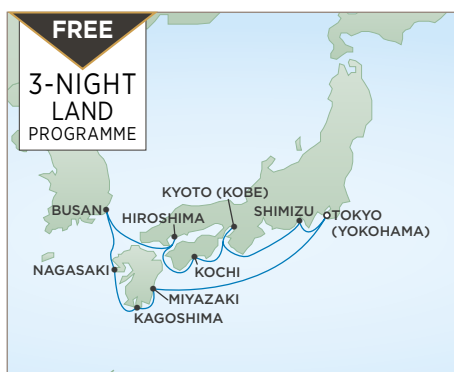 FREE
3-NIGHT
LAND
PROGRAMME
KYOTO (KOBE)
BUSAN
HIROSHIMA
SHIMIZU
TOKYO
(YOKOHAMA)
NAGASAKI
KOCHI
MIYAZAKI
KAGOSHIMA